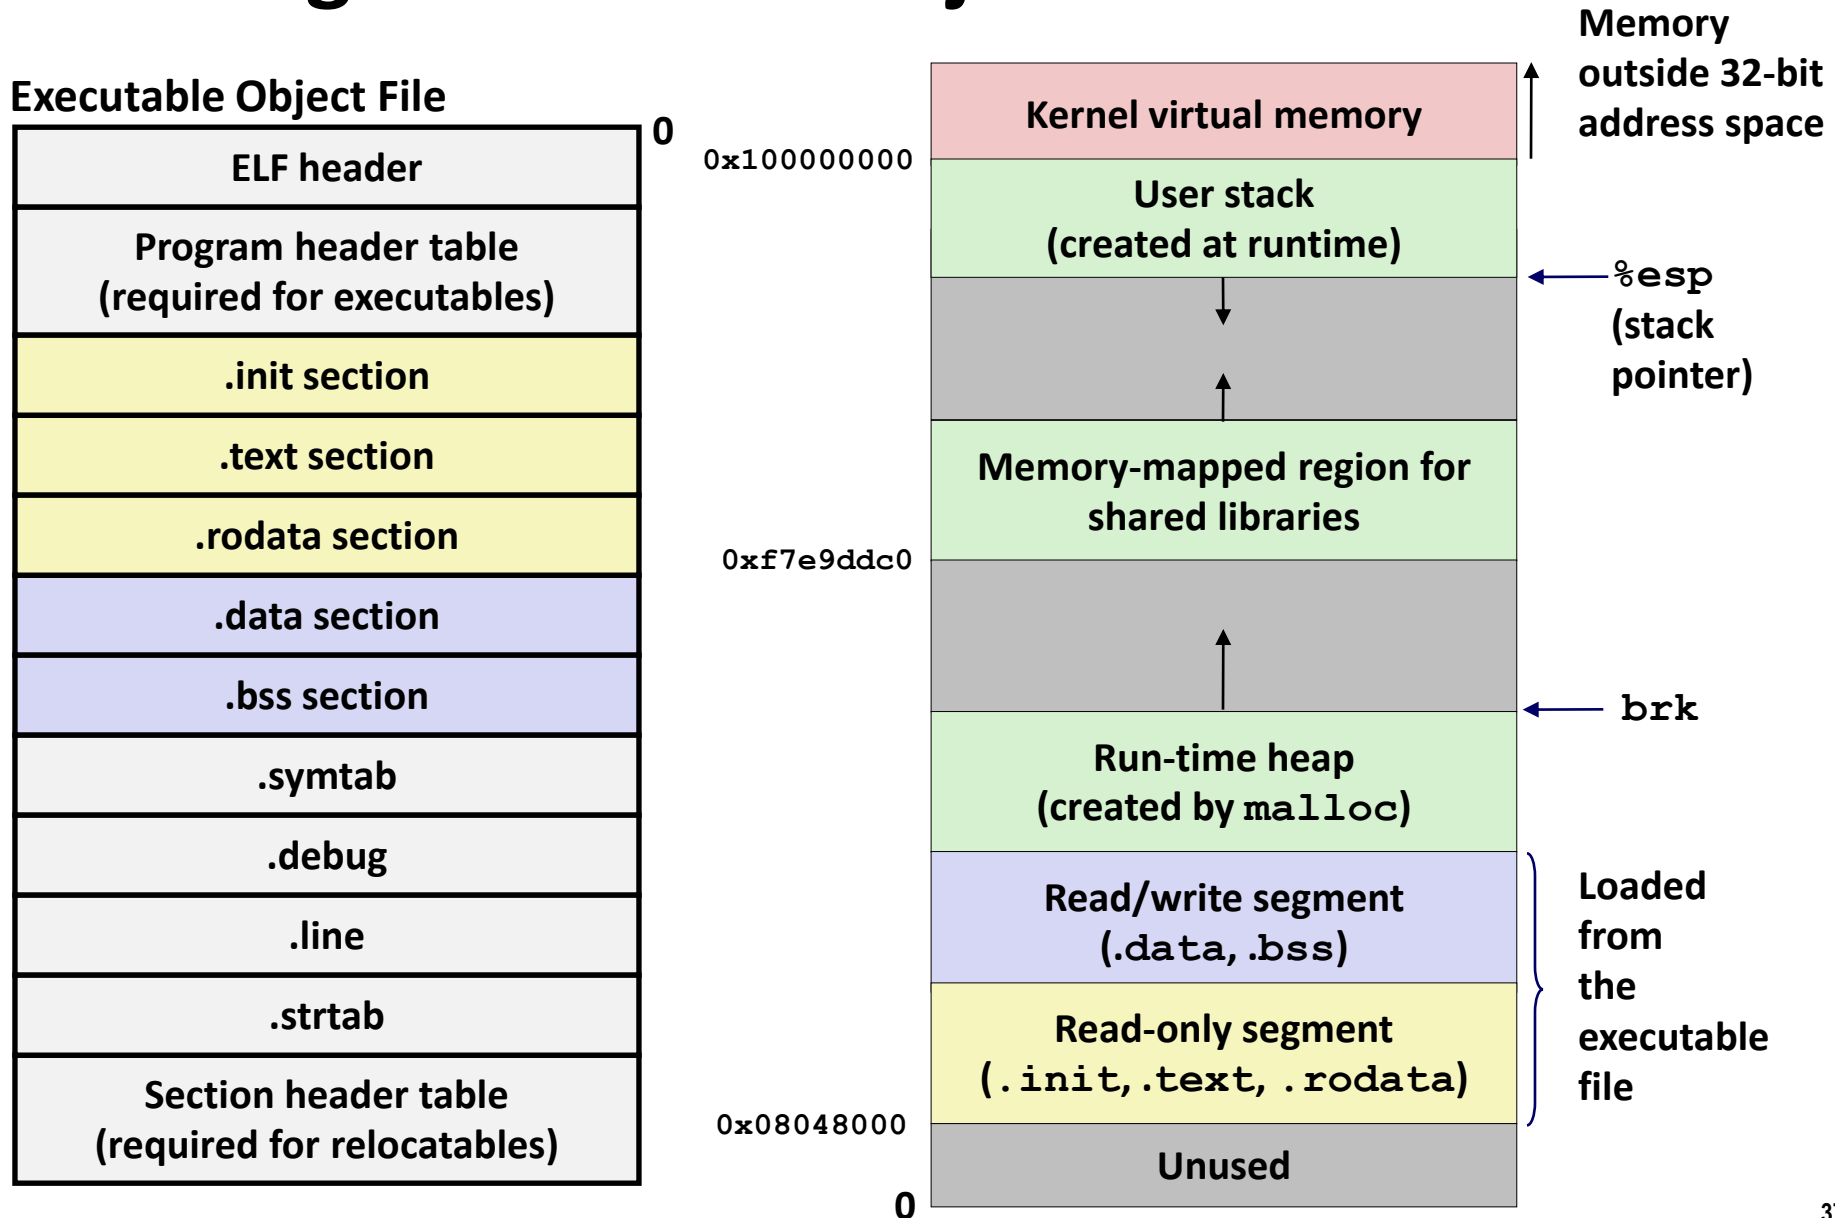 Executable Object File
0
ELF header
Program header table
(required for executables)
.init section
.text section
.rodata section
.data section
.bss section
.symtab
.debug
.line
.strtab
Section header table
(required for relocatables)
Kernel virtual memory
Memory
outside 32-bit
address space
0x100000000
User stack
(created at runtime)
%esp
(stack
pointer)
Memory-mapped region for
shared libraries
0xf7e9ddc0
brk
Run-time heap
(created by malloc)
Read/write segment
(.data, .bss)
Read-only segment
(.init, .text, .rodata)
Loaded
from
the
executable
file
0x08048000
Unused
0